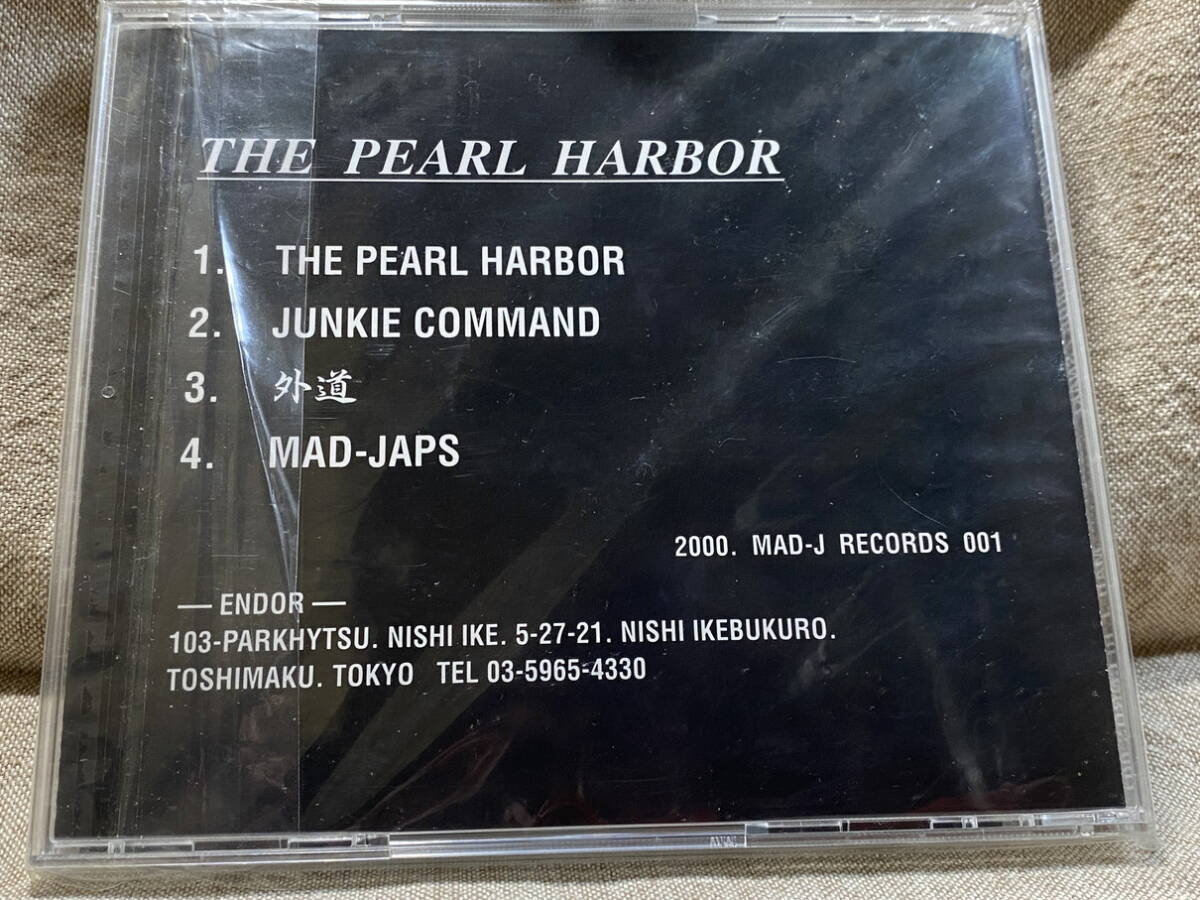 THE PEARL HARBOR
1. THE PEARL HARBOR
2. JUNKIE COMMAND
3. 外道
4. MAD-JAPS
2000. MAD-J RECORDS 001
— ENDOR —
103-PARKHYTSU. NISHI IKE. 5-27-21. NISHI IKEBUKURO.
TOSHIMAKU. TOKYO TEL 03-5965-4330